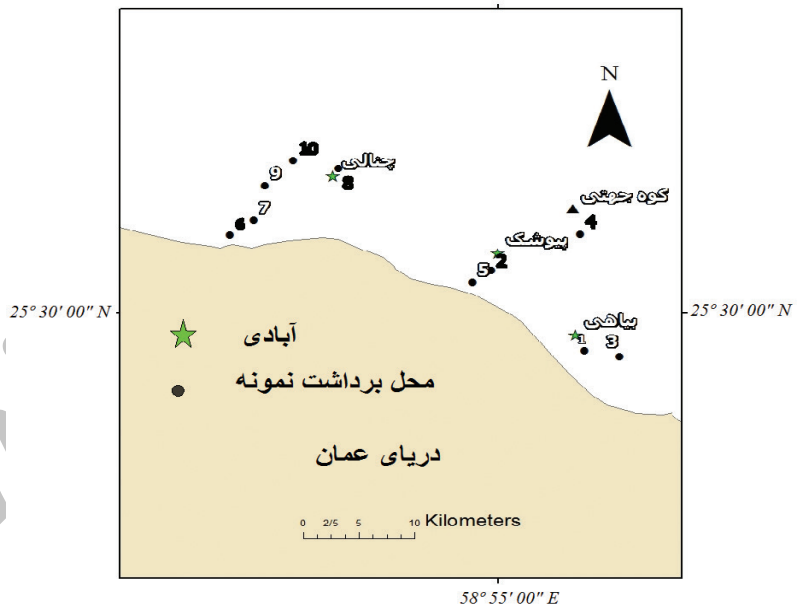 N
10
چنالی
9
8
کوه جهتی
7
4
6
پیوشک
2
5
25° 30' 00" N
25° 30' 00" N
بیاهی
1
3
آبادی
محل برداشت نمونه
دریای عمان
0 2/5 5 10 Kilometers
58° 55' 00" E